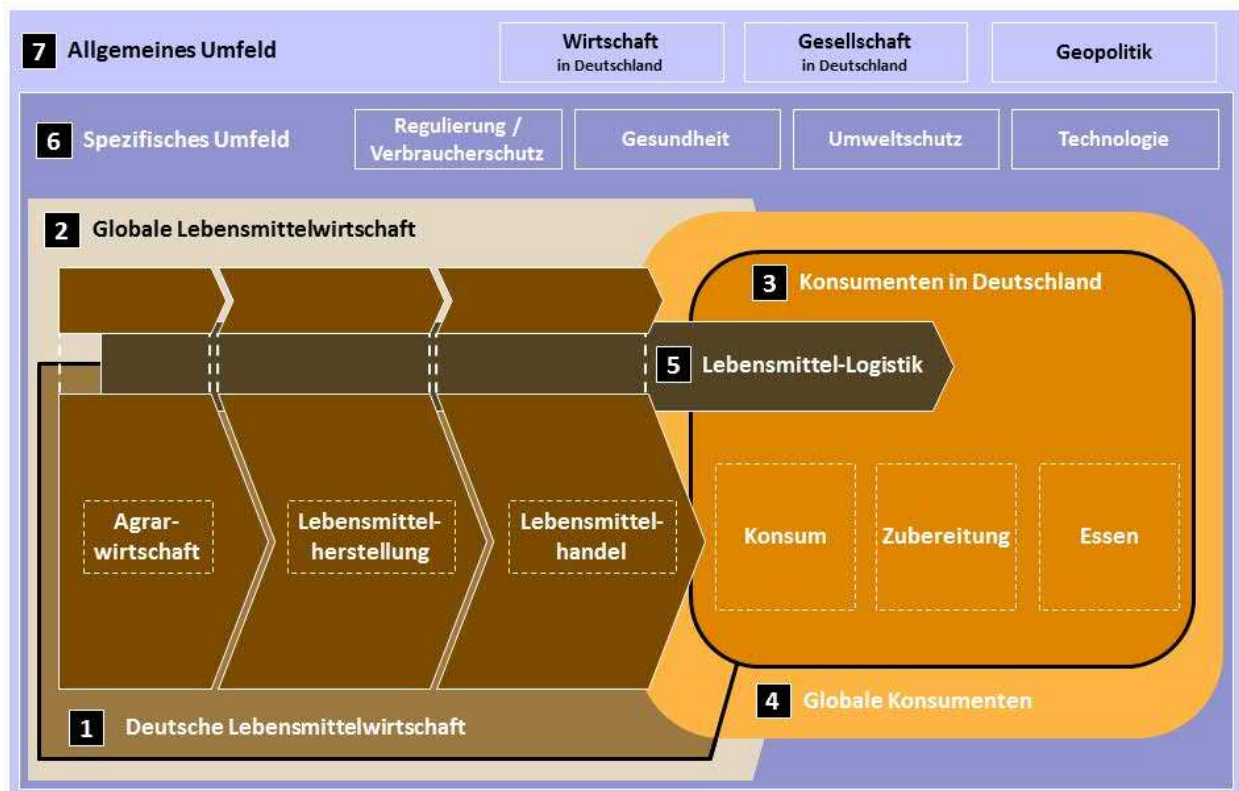 7 Allgemeines Umfeld
Wirtschaft
in Deutschland
Gesellschaft
in Deutschland
Geopolitik
6 Spezifisches Umfeld
Regulierung /
Verbraucherschutz
Gesundheit
Umweltschutz
Technologie
2 Globale Lebensmittelwirtschaft
3 Konsumenten in Deutschland
5 Lebensmittel-Logistik
Agrar-
wirtschaft
Lebensmittel-
herstellung
Lebensmittel-
handel
Konsum
Zubereitung
Essen
4 Globale Konsumenten
1 Deutsche Lebensmittelwirtschaft